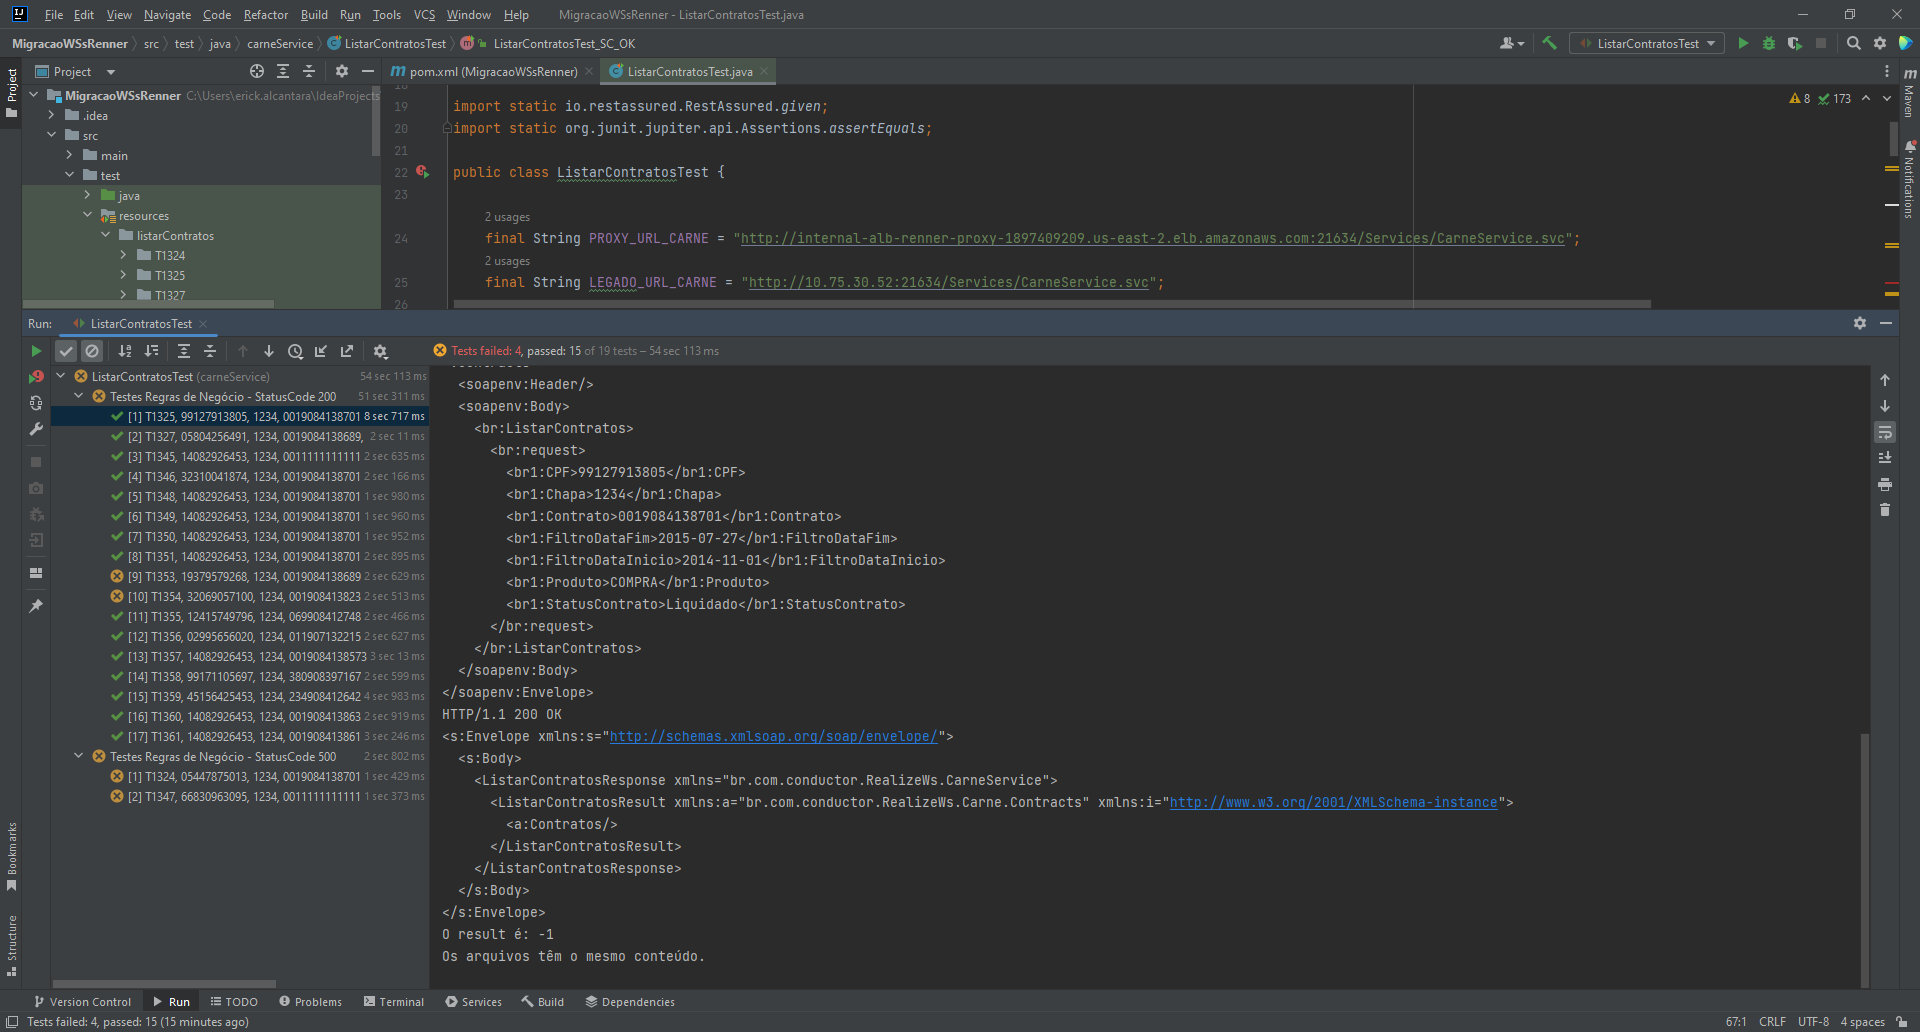 File Edit View Navigate Code Refactor Build Run Tools VCS Window Help MigracaoWSsRenner - ListarContratosTest.java
MigracaoWSsRenner src test java carneService ListarContratosTest ListarContratosTest_SC_OK
ListarContratosTest
Project
pom.xml (MigracaoWSsRenner) ListarContratosTest.java
Project
Maven
Notifications
Bookmarks
Structure
MigracaoWSsRenner C:\Users\erick.alcantara\IdeaProjects
.idea
src
main
test
java
resources
listarContratos
T1324
T1325
T1327
8 173
18
19 import static io.restassured.RestAssured.given;
20 import static org.junit.jupiter.api.Assertions.assertEquals;
21
22 public class ListarContratosTest {
23
2 usages
24 final String PROXY_URL_CARNE = "http://internal-alb-renner-proxy-1897409209.us-east-2.elb.amazonaws.com:21634/Services/CarneService.svc";
2 usages
25 final String LEGADO_URL_CARNE = "http://10.75.30.52:21634/Services/CarneService.svc";
26
Run: ListarContratosTest
Tests failed: 4, passed: 15 of 19 tests – 54 sec 113 ms
ListarContratosTest (carneService) 54 sec 113 ms
Testes Regras de Negócio - StatusCode 200 51 sec 311 ms
[1] T1325, 99127913805, 1234, 0019084138701 8 sec 717 ms
[2] T1327, 05804256491, 1234, 0019084138689, 2 sec 11 ms
[3] T1345, 14082926453, 1234, 0011111111111 2 sec 635 ms
[4] T1346, 32310041874, 1234, 0019084138701 2 sec 166 ms
[5] T1348, 14082926453, 1234, 0019084138701 1 sec 980 ms
[6] T1349, 14082926453, 1234, 0019084138701 1 sec 960 ms
[7] T1350, 14082926453, 1234, 0019084138701 1 sec 952 ms
[8] T1351, 14082926453, 1234, 0019084138701 2 sec 895 ms
[9] T1353, 19379579268, 1234, 0019084138689 2 sec 629 ms
[10] T1354, 32069057100, 1234, 001908413823 2 sec 513 ms
[11] T1355, 12415749796, 1234, 069908412748 2 sec 466 ms
[12] T1356, 02995656020, 1234, 011907132215 2 sec 627 ms
[13] T1357, 14082926453, 1234, 0019084138573 3 sec 13 ms
[14] T1358, 99171105697, 1234, 380908397167 2 sec 599 ms
[15] T1359, 45156425453, 1234, 234908412642 4 sec 983 ms
[16] T1360, 14082926453, 1234, 001908413863 2 sec 919 ms
[17] T1361, 14082926453, 1234, 001908413861 3 sec 246 ms
Testes Regras de Negócio - StatusCode 500 2 sec 802 ms
[1] T1324, 05447875013, 1234, 0019084138701 1 sec 429 ms
[2] T1347, 66830963095, 1234, 0011111111111 1 sec 373 ms
<soapenv:Header/>
<soapenv:Body>
<br:ListarContratos>
<br:request>
<br1:CPF>99127913805</br1:CPF>
<br1:Chapa>1234</br1:Chapa>
<br1:Contrato>0019084138701</br1:Contrato>
<br1:FiltroDataFim>2015-07-27</br1:FiltroDataFim>
<br1:FiltroDataInicio>2014-11-01</br1:FiltroDataInicio>
<br1:Produto>COMPRA</br1:Produto>
<br1:StatusContrato>Liquidado</br1:StatusContrato>
</br:request>
</br:ListarContratos>
</soapenv:Body>
</soapenv:Envelope>
HTTP/1.1 200 OK
<s:Envelope xmlns:s="http://schemas.xmlsoap.org/soap/envelope/">
<s:Body>
<ListarContratosResponse xmlns="br.com.conductor.RealizeWs.CarneService">
<ListarContratosResult xmlns:a="br.com.conductor.RealizeWs.Carne.Contracts" xmlns:i="http://www.w3.org/2001/XMLSchema-instance">
<a:Contratos/>
</ListarContratosResult>
</ListarContratosResponse>
</s:Body>
</s:Envelope>
O result é: -1
Os arquivos têm o mesmo conteúdo.
Version Control Run TODO Problems Terminal Services Build Dependencies
Tests failed: 4, passed: 15 (15 minutes ago) 67:1 CRLF UTF-8 4 spaces